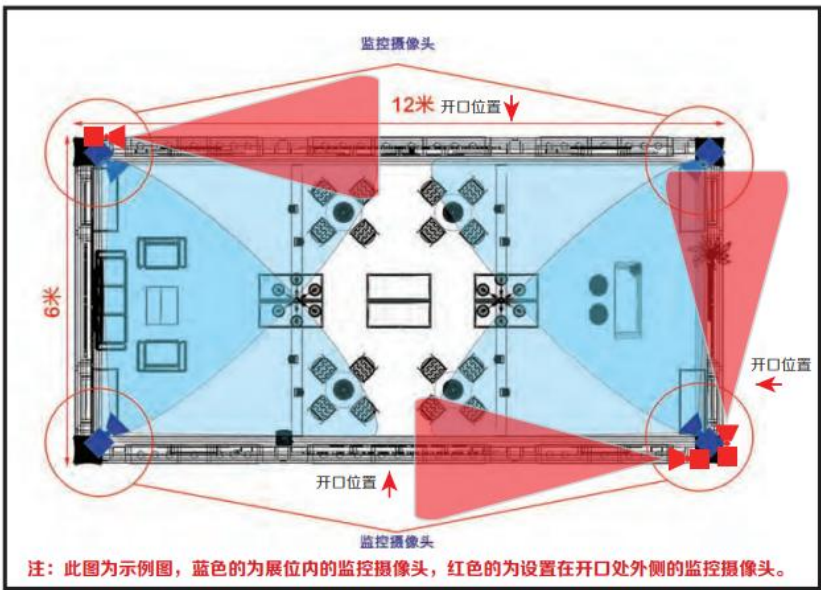 监控摄像头
12米
开口位置
6米
开口位置
开口位置
监控摄像头
注：此图为示例图，蓝色的为展位内的监控摄像头，红色的为设置在开口处外侧的监控摄像头。